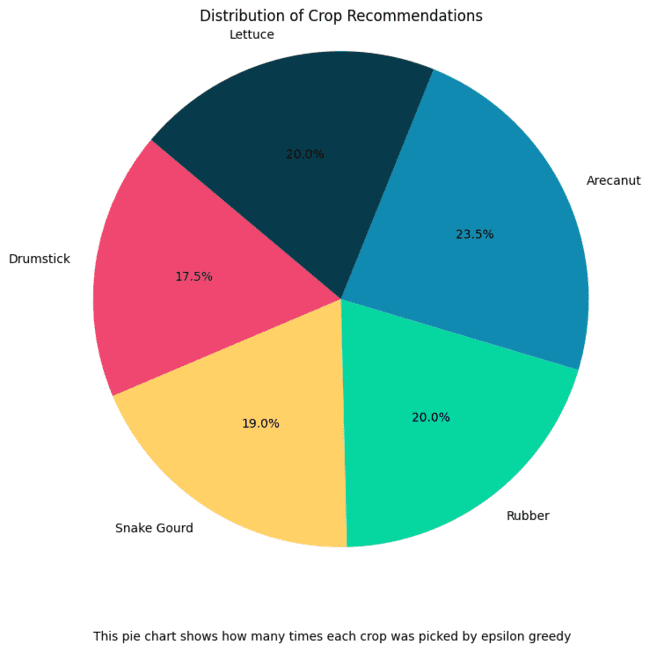 Distribution of Crop Recommendations
Lettuce
20.0%
Arecanut
23.5%
Drumstick
17.5%
19.0%
20.0%
Snake Gourd
Rubber
This pie chart shows how many times each crop was picked by epsilon greedy